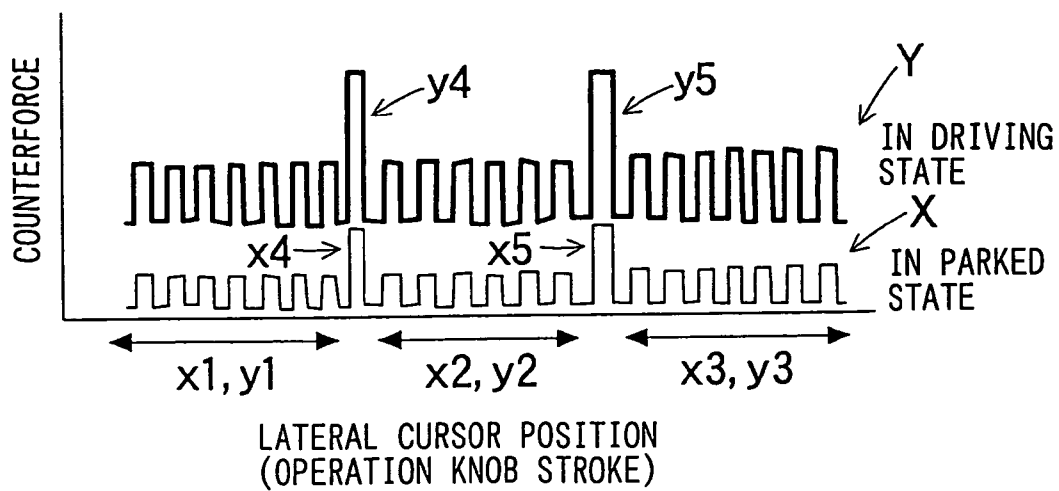 COUNTERFORCE
y4
y5
Y
IN DRIVING
STATE
x4
x5
X
IN PARKED
STATE
x1, y1
x2, y2
x3, y3
LATERAL CURSOR POSITION
(OPERATION KNOB STROKE)